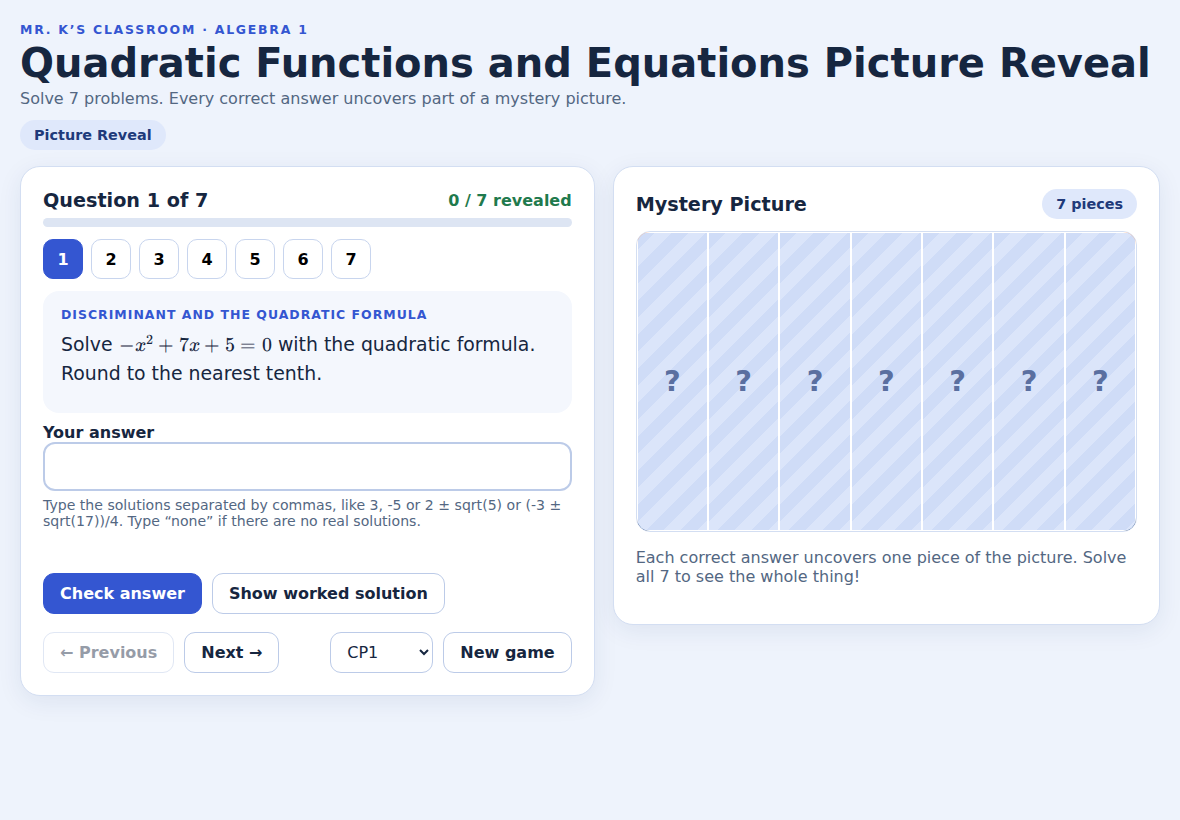 MR. K’S CLASSROOM · ALGEBRA 1
Quadratic Functions and Equations Picture Reveal
Solve 7 problems. Every correct answer uncovers part of a mystery picture.
Picture Reveal
Question 1 of 7
0 / 7 revealed
1 2 3 4 5 6 7
DISCRIMINANT AND THE QUADRATIC FORMULA
Solve −x² + 7x + 5 = 0 with the quadratic formula.
Round to the nearest tenth.
Your answer
Type the solutions separated by commas, like 3, -5 or 2 ± sqrt(5) or (-3 ±
sqrt(17))/4. Type “none” if there are no real solutions.
Check answer
Show worked solution
← Previous
Next →
CP1
New game
Mystery Picture
7 pieces
? ? ? ? ? ? ?
Each correct answer uncovers one piece of the picture. Solve
all 7 to see the whole thing!